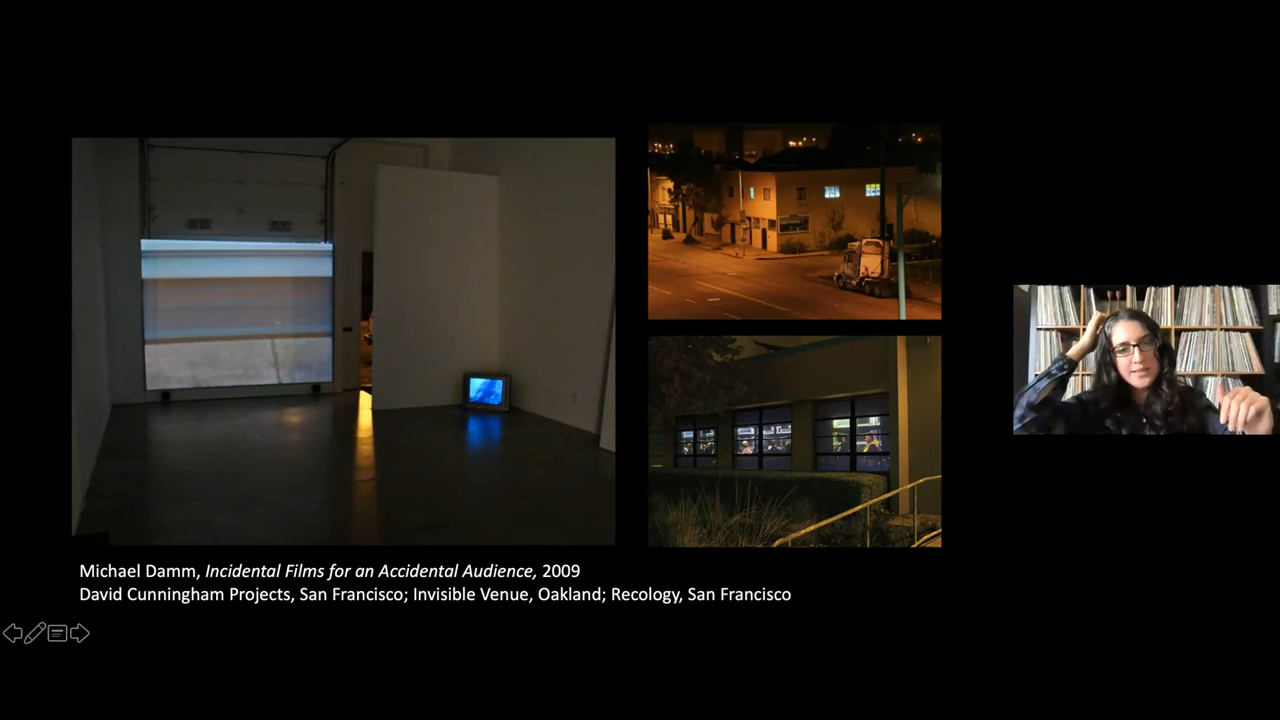 Michael Damm, Incidental Films for an Accidental Audience, 2009
David Cunningham Projects, San Francisco; Invisible Venue, Oakland; Recology, San Francisco